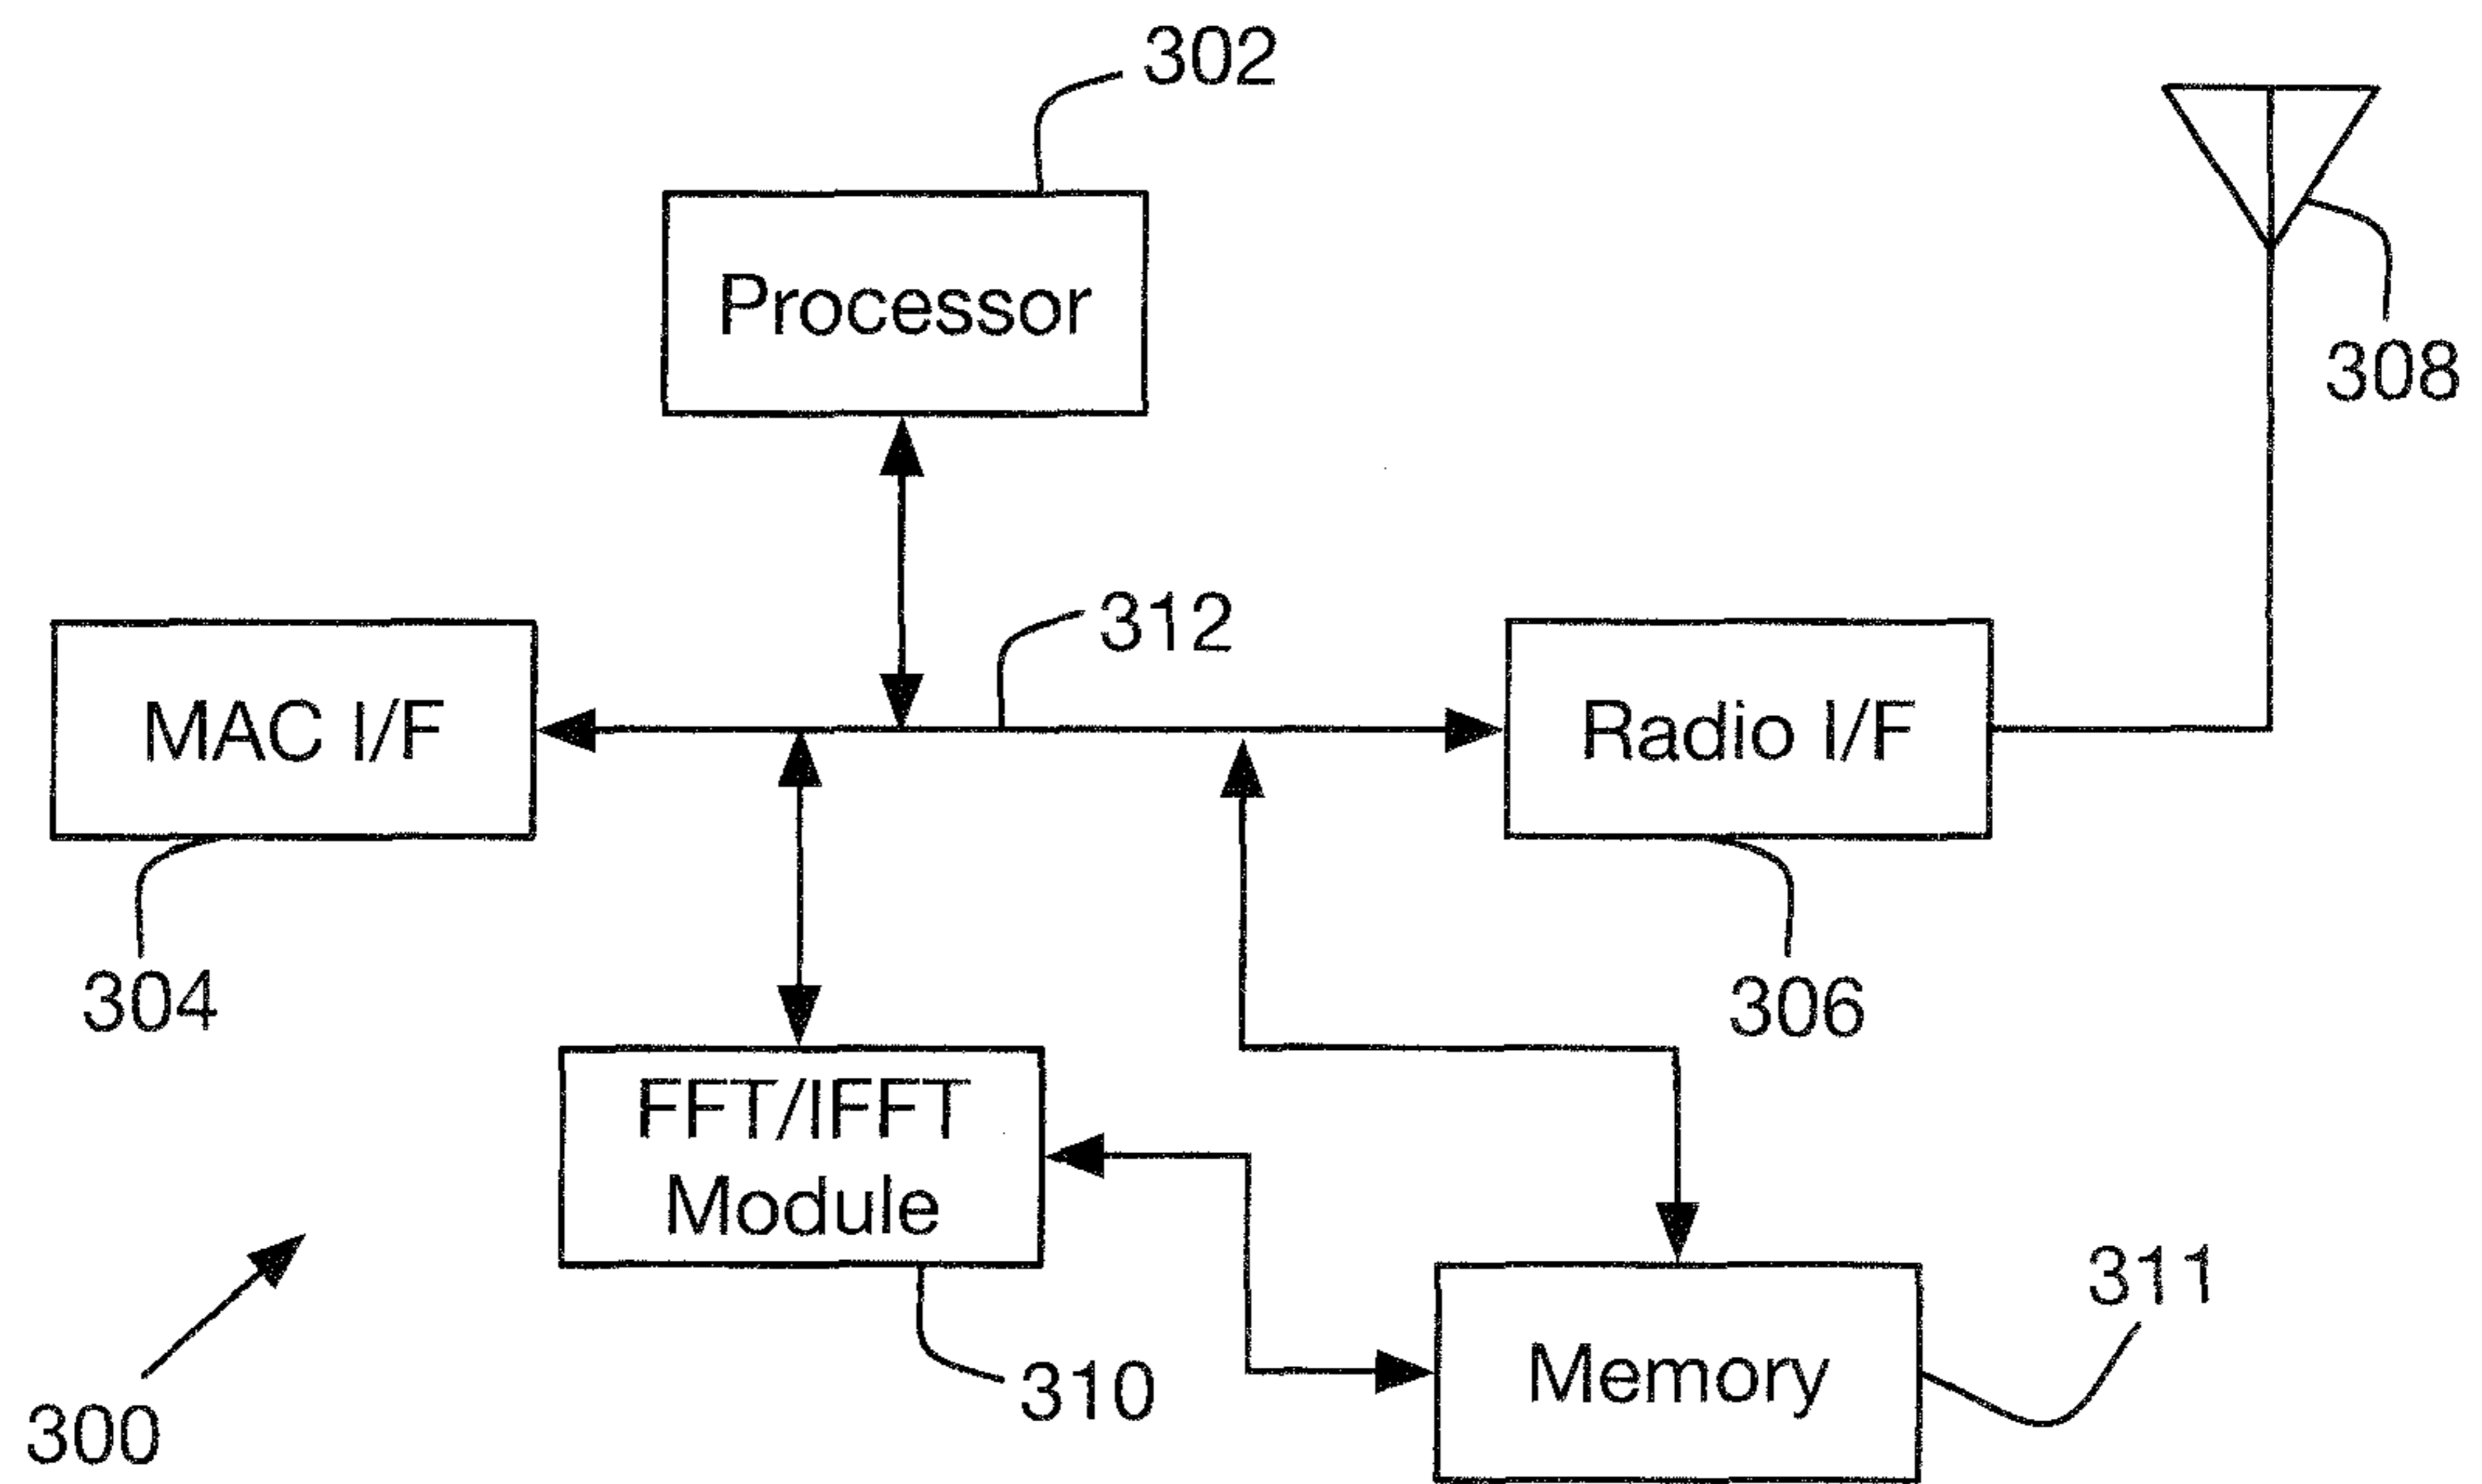 302
Processor
308
312
MAC I/F
Radio I/F
304
306
FFT/IFFT
Module
311
Memory
310
300